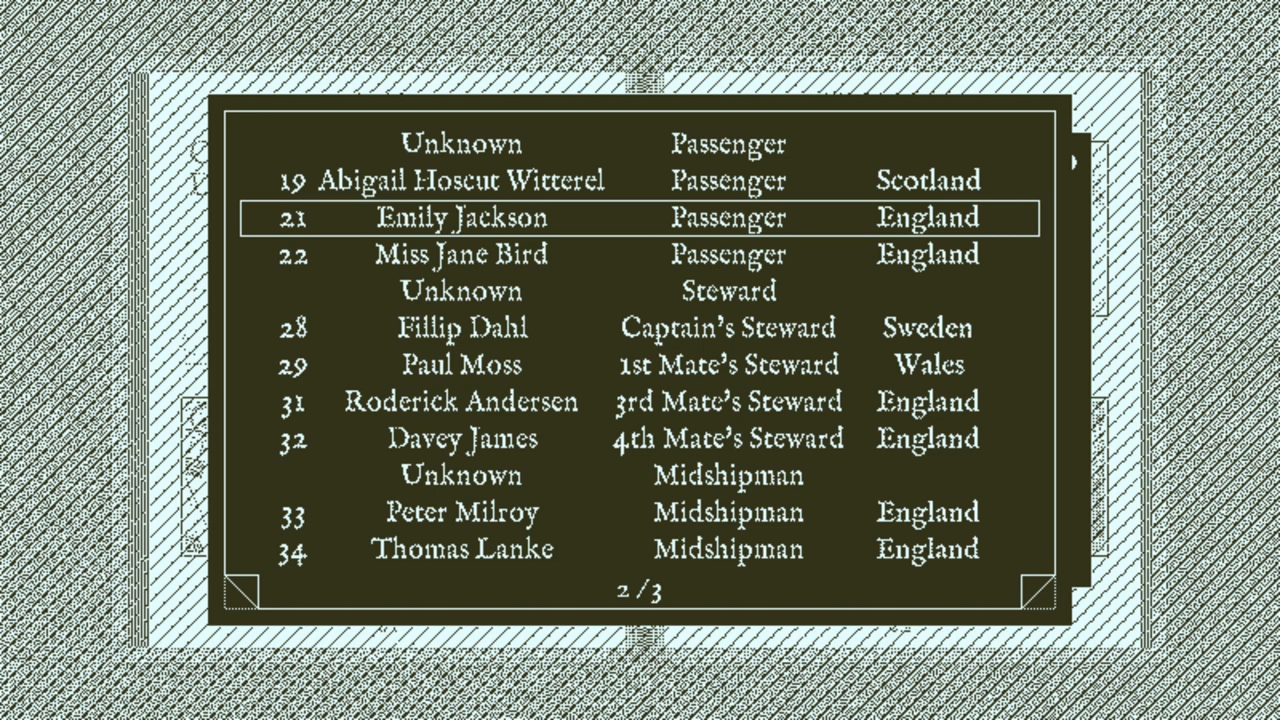 Unknown Passenger
19 Abigail Hoscut Witterel Passenger Scotland
21 Emily Jackson Passenger England
22 Miss Jane Bird Passenger England
Unknown Steward
28 Fillip Dahl Captain's Steward Sweden
29 Paul Moss 1st Mate's Steward Wales
31 Roderick Andersen 3rd Mate's Steward England
32 Davey James 4th Mate's Steward England
Unknown Midshipman
33 Peter Milroy Midshipman England
34 Thomas Lanke Midshipman England
2/3